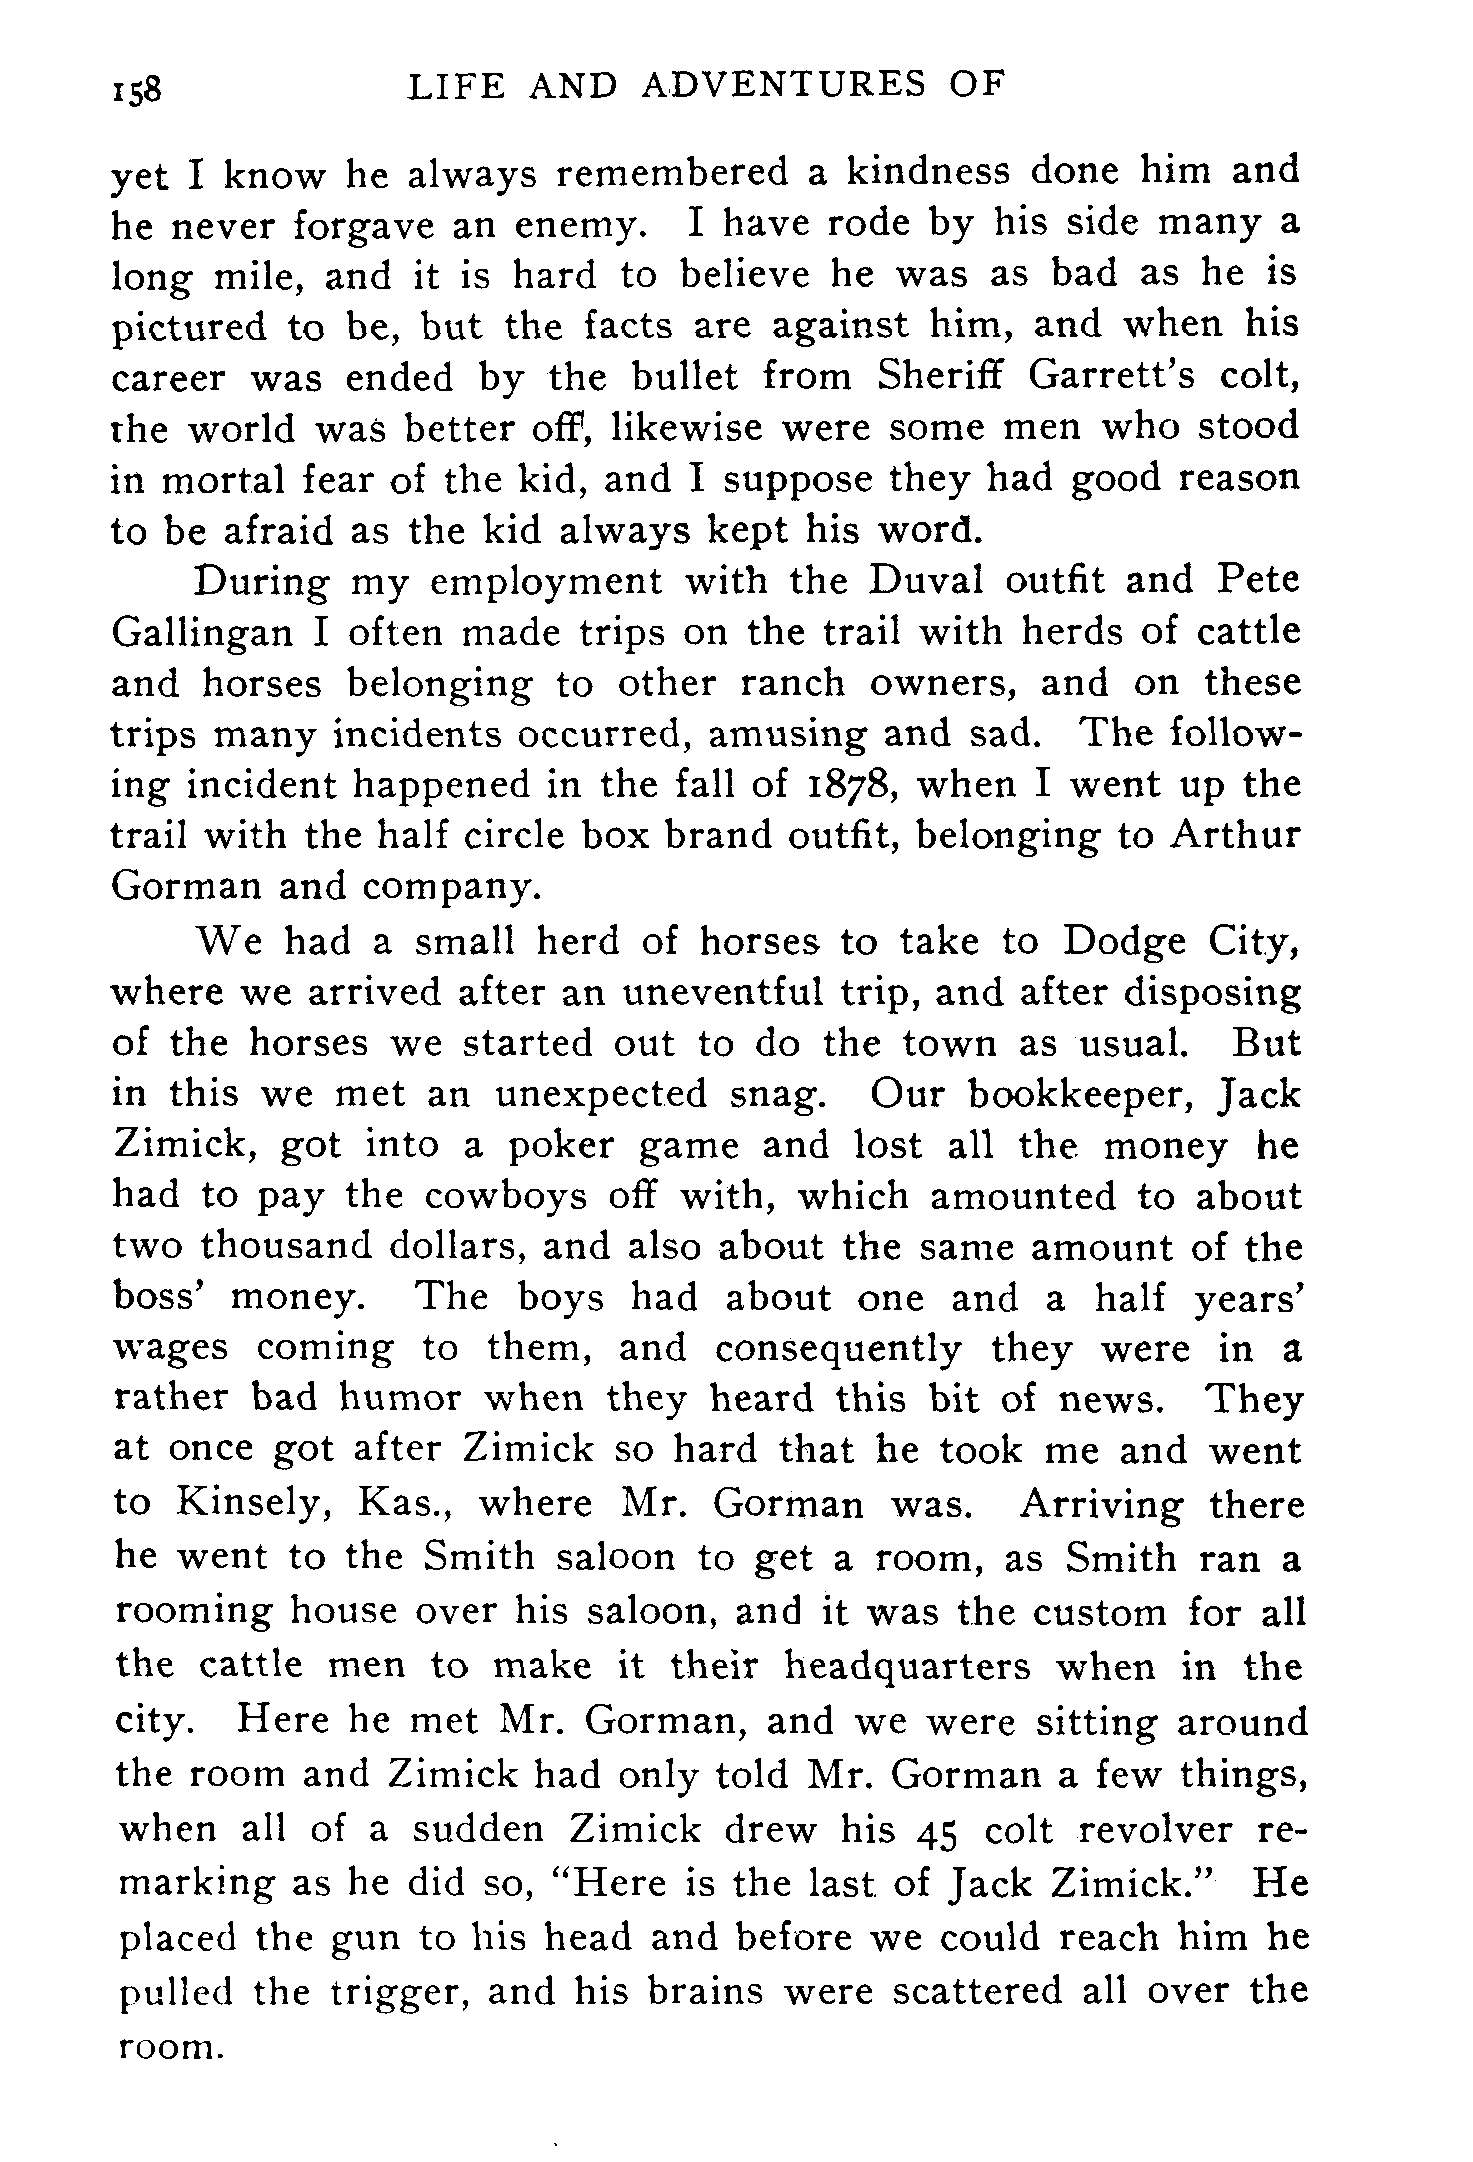 158 LIFE AND ADVENTURES OF
yet I know he always remembered a kindness done him and
he never forgave an enemy. I have rode by his side many a
long mile, and it is hard to believe he was as bad as he is
pictured to be, but the facts are against him, and when his
career was ended by the bullet from Sheriff Garrett's colt,
the world was better off, likewise were some men who stood
in mortal fear of the kid, and I suppose they had good reason
to be afraid as the kid always kept his word.
During my employment with the Duval outfit and Pete
Gallingan I often made trips on the trail with herds of cattle
and horses belonging to other ranch owners, and on these
trips many incidents occurred, amusing and sad. The follow-
ing incident happened in the fall of 1878, when I went up the
trail with the half circle box brand outfit, belonging to Arthur
Gorman and company.
We had a small herd of horses to take to Dodge City,
where we arrived after an uneventful trip, and after disposing
of the horses we started out to do the town as usual. But
in this we met an unexpected snag. Our bookkeeper, Jack
Zimick, got into a poker game and lost all the money he
had to pay the cowboys off with, which amounted to about
two thousand dollars, and also about the same amount of the
boss' money. The boys had about one and a half years'
wages coming to them, and consequently they were in a
rather bad humor when they heard this bit of news. They
at once got after Zimick so hard that he took me and went
to Kinsely, Kas., where Mr. Gorman was. Arriving there
he went to the Smith saloon to get a room, as Smith ran a
rooming house over his saloon, and it was the custom for all
the cattle men to make it their headquarters when in the
city. Here he met Mr. Gorman, and we were sitting around
the room and Zimick had only told Mr. Gorman a few things,
when all of a sudden Zimick drew his 45 colt revolver re-
marking as he did so, "Here is the last of Jack Zimick." He
placed the gun to his head and before we could reach him he
pulled the trigger, and his brains were scattered all over the
room.